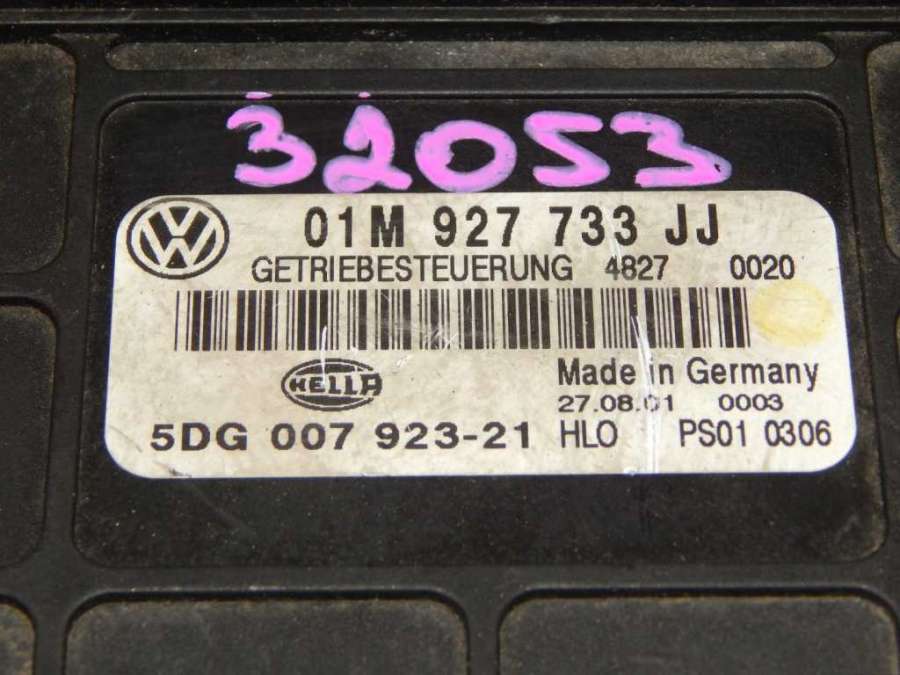 32053
01M 927 733 JJ
GETRIEBESTEUERUNG 4827 0020
HELLA
Made in Germany
27.08.01 0003
5DG 007 923-21 HLO PS01 0306